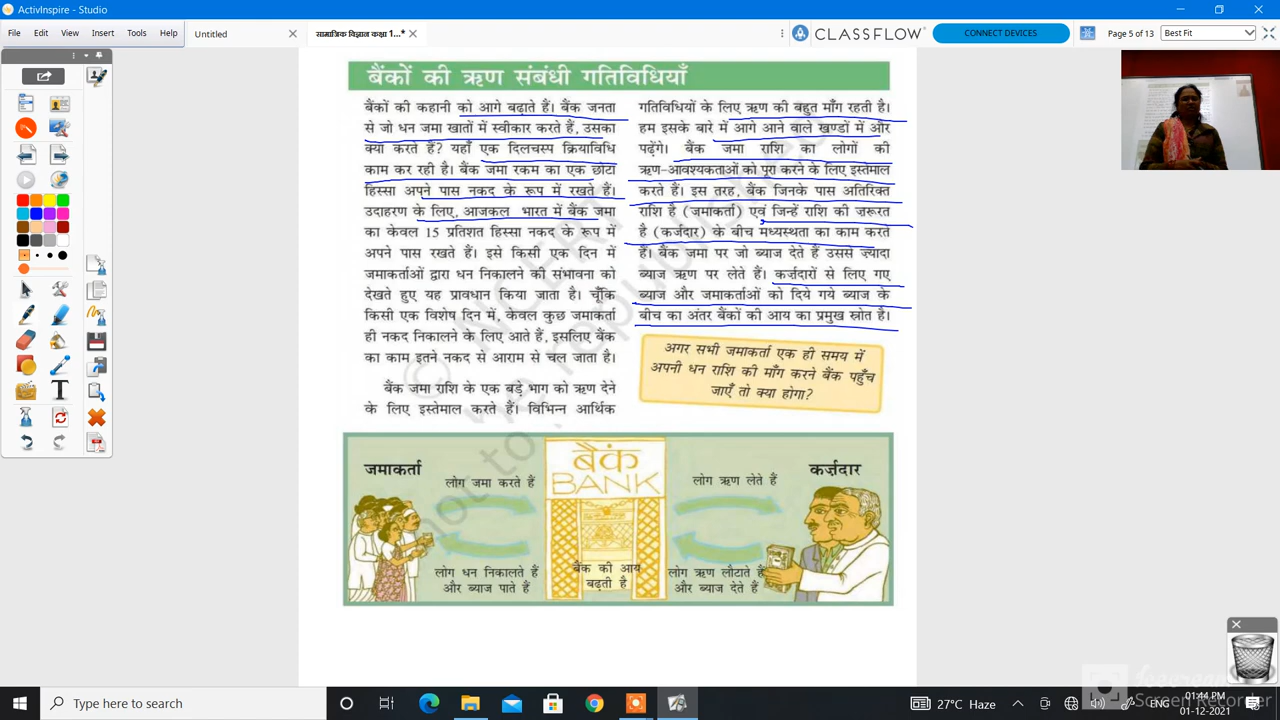 ActivInspire - Studio
File Edit View Insert Tools Help
Untitled
सामाजिक विज्ञान कक्षा 1...*
CLASSFLOW
CONNECT DEVICES
Page 5 of 13
Best Fit
बैंकों की ऋण संबंधी गतिविधियाँ
बैंकों की कहानी को आगे बढ़ाते हैं। बैंक जनता
से जो धन जमा खातों में स्वीकार करते हैं, उसका
क्या करते हैं? यहाँ एक दिलचस्प क्रियाविधि
काम कर रही है। बैंक जमा रकम का एक छोटा
हिस्सा अपने पास नकद के रूप में रखते हैं।
उदाहरण के लिए, आजकल भारत में बैंक जमा
का केवल 15 प्रतिशत हिस्सा नकद के रूप में
अपने पास रखते हैं। इसे किसी एक दिन में
जमाकर्ताओं द्वारा धन निकालने की संभावना को
देखते हुए यह प्रावधान किया जाता है। चूँकि
किसी एक विशेष दिन में, केवल कुछ जमाकर्ता
ही नकद निकालने के लिए आते हैं, इसलिए बैंक
का काम इतने नकद से आराम से चल जाता है।
बैंक जमा राशि के एक बड़े भाग को ऋण देने
के लिए इस्तेमाल करते हैं। विभिन्न आर्थिक
गतिविधियों के लिए ऋण की बहुत माँग रहती है।
हम इसके बारे में आगे आने वाले खण्डों में और
पढ़ेंगे। बैंक जमा राशि का लोगों की
ऋण-आवश्यकताओं को पूरा करने के लिए इस्तेमाल
करते हैं। इस तरह, बैंक जिनके पास अतिरिक्त
राशि है (जमाकर्ता) एवं जिन्हें राशि की ज़रूरत
है (कर्जदार) के बीच मध्यस्थता का काम करते
हैं। बैंक जमा पर जो ब्याज देते हैं उससे ज़्यादा
ब्याज ऋण पर लेते हैं। कर्ज़दारों से लिए गए
ब्याज और जमाकर्ताओं को दिये गये ब्याज के
बीच का अंतर बैंकों की आय का प्रमुख स्रोत है।
अगर सभी जमाकर्ता एक ही समय में
अपनी धन राशि की माँग करने बैंक पहुँच
जाएँ तो क्या होगा?
जमाकर्ता
लोग जमा करते हैं
बैंक
BANK
लोग ऋण लेते हैं
कर्ज़दार
लोग धन निकालते हैं
और ब्याज पाते हैं
बैंक की आय
बढ़ती है
लोग ऋण लौटाते हैं
और ब्याज देते हैं
Type here to search
27°C Haze
ENG
01:44 PM
01-12-2021
Screen Recorder